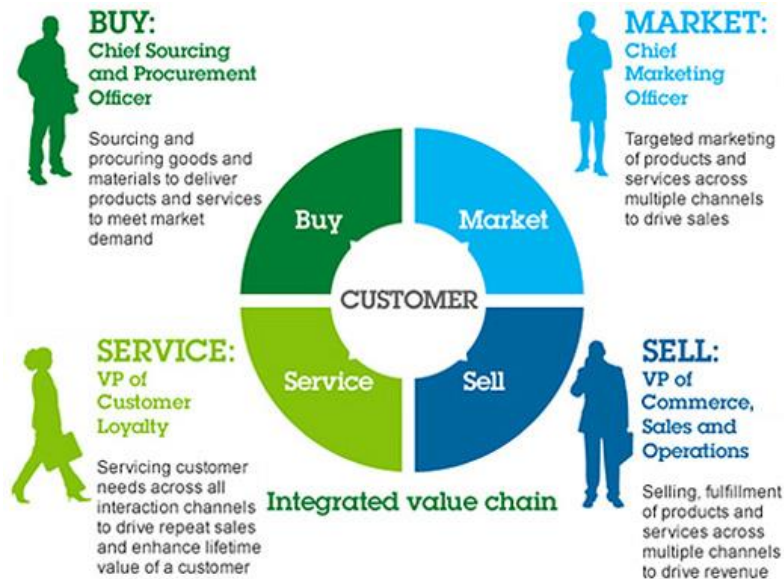 BUY:
Chief Sourcing
and Procurement
Officer
Sourcing and
procuring goods and
materials to deliver
products and services
to meet market
demand
MARKET:
Chief
Marketing
Officer
Targeted marketing
of products and
services across
multiple channels
to drive sales
Buy
Market
CUSTOMER
Service
Sell
Integrated value chain
SERVICE:
VP of
Customer
Loyalty
Servicing customer
needs across all
interaction channels
to drive repeat sales
and enhance lifetime
value of a customer
SELL:
VP of
Commerce,
Sales and
Operations
Selling, fulfillment
of products and
services across
multiple channels
to drive revenue